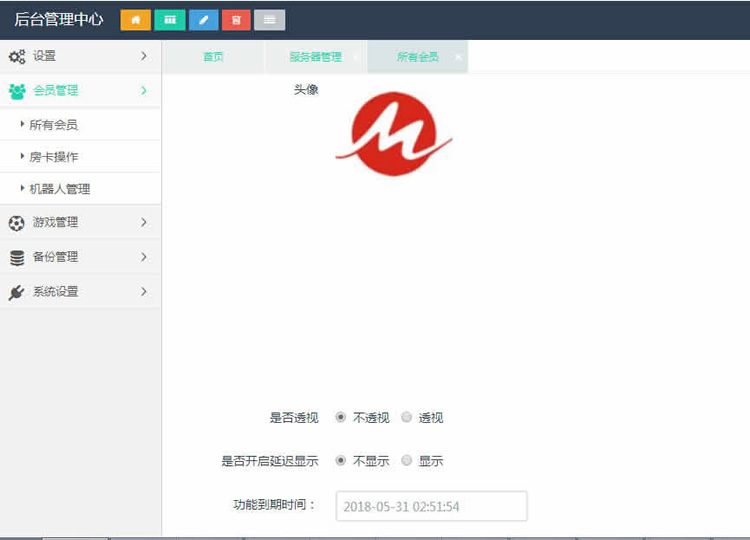 后台管理中心
设置
会员管理
所有会员
房卡操作
机器人管理
游戏管理
备份管理
系统设置
首页
服务器管理
所有会员
头像
是否透视 不透视 透视
是否开启延迟显示 不显示 显示
功能到期时间： 2018-05-31 02:51:54